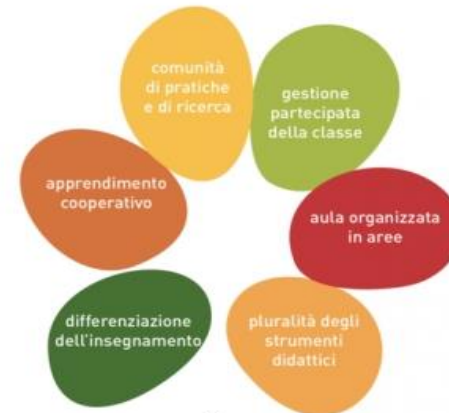 comunità
di pratiche
e di ricerca
gestione
partecipata
della classe
apprendimento
cooperativo
aula organizzata
in aree
differenziazione
dell'insegnamento
pluralità degli
strumenti
didattici